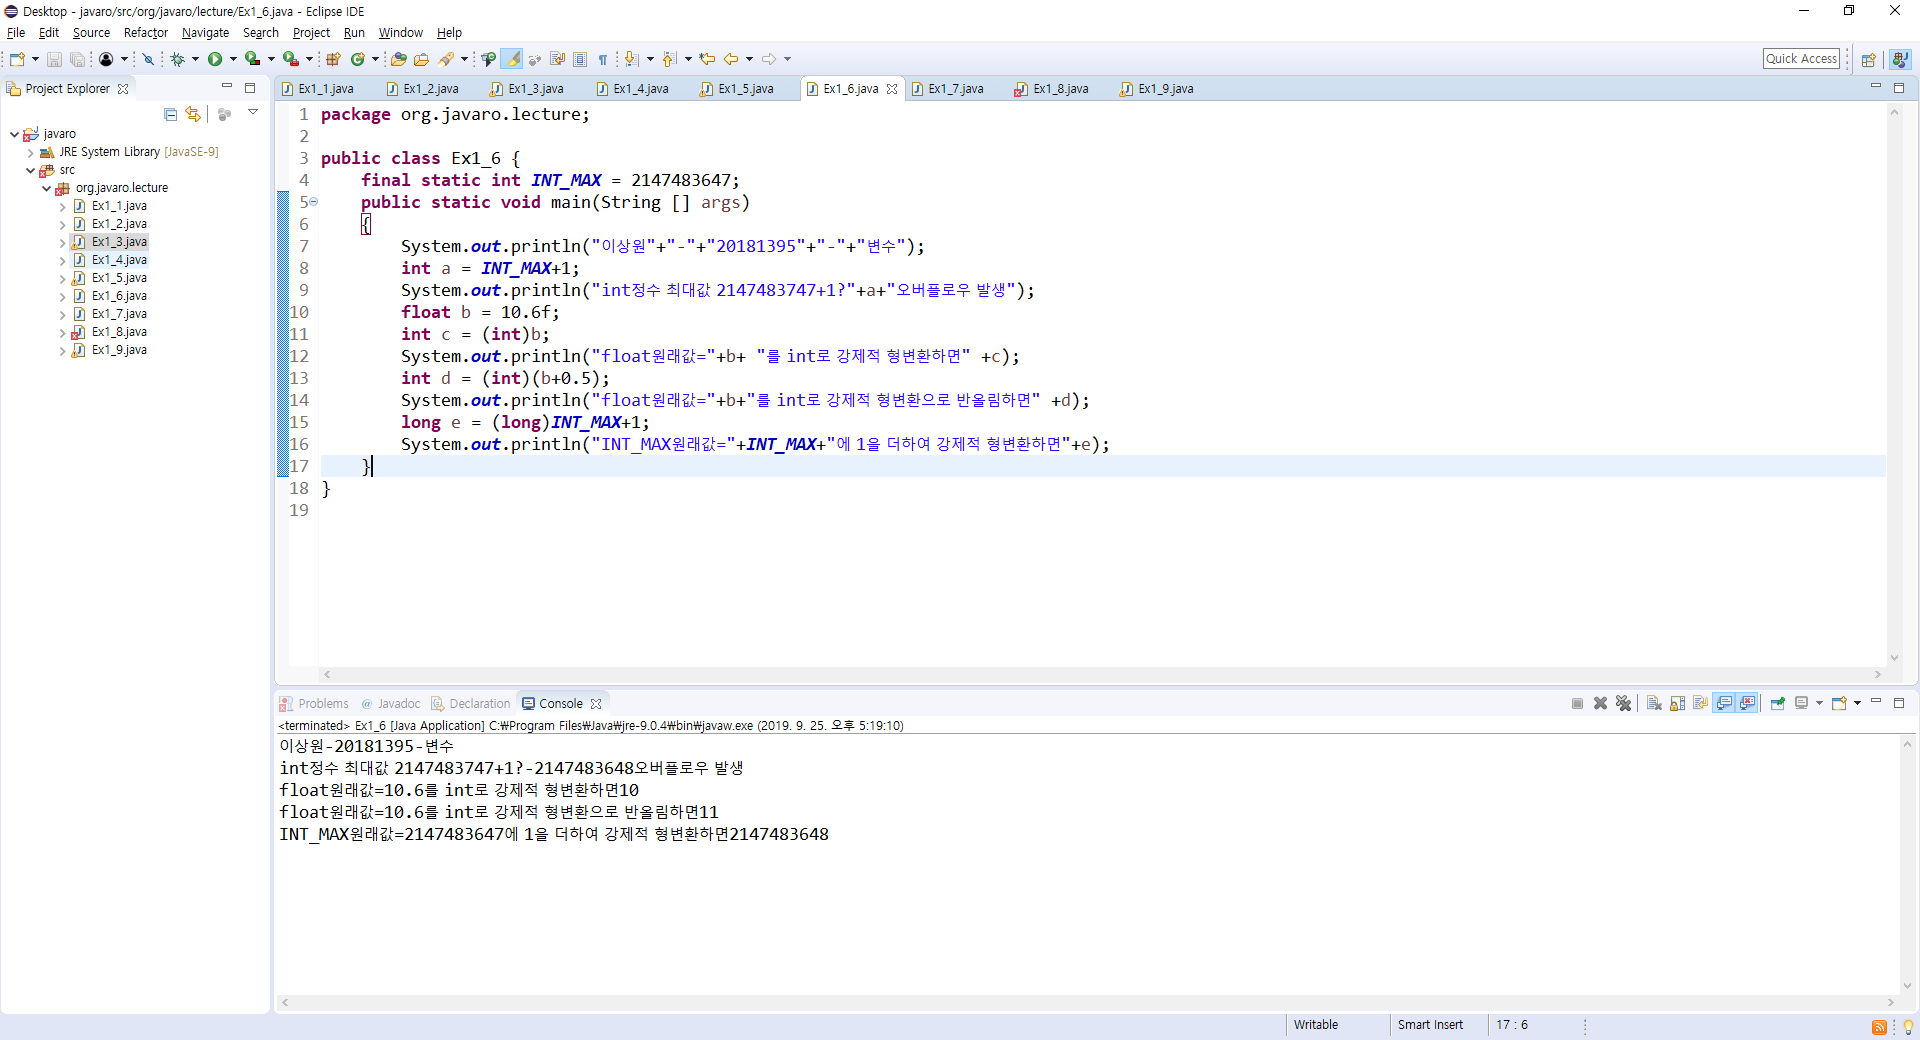 Desktop - javaro/src/org/javaro/lecture/Ex1_6.java - Eclipse IDE
File Edit Source Refactor Navigate Search Project Run Window Help
Quick Access
Project Explorer
Ex1_1.java Ex1_2.java Ex1_3.java Ex1_4.java Ex1_5.java Ex1_6.java Ex1_7.java Ex1_8.java Ex1_9.java
javaro
JRE System Library [JavaSE-9]
src
org.javaro.lecture
Ex1_1.java
Ex1_2.java
Ex1_3.java
Ex1_4.java
Ex1_5.java
Ex1_6.java
Ex1_7.java
Ex1_8.java
Ex1_9.java
1 package org.javaro.lecture;
2
3 public class Ex1_6 {
4     final static int INT_MAX = 2147483647;
5     public static void main(String [] args)
6     {
7         System.out.println("이상원"+"-"+"20181395"+"-"+"변수");
8         int a = INT_MAX+1;
9         System.out.println("int정수 최대값 2147483747+1?"+a+"오버플로우 발생");
10         float b = 10.6f;
11         int c = (int)b;
12         System.out.println("float원래값="+b+ "를 int로 강제적 형변환하면" +c);
13         int d = (int)(b+0.5);
14         System.out.println("float원래값="+b+"를 int로 강제적 형변환으로 반올림하면" +d);
15         long e = (long)INT_MAX+1;
16         System.out.println("INT_MAX원래값="+INT_MAX+"에 1을 더하여 강제적 형변환하면"+e);
17     }
18 }
19
Problems @ Javadoc Declaration Console
<terminated> Ex1_6 [Java Application] C:₩Program Files₩Java₩jre-9.0.4₩bin₩javaw.exe (2019. 9. 25. 오후 5:19:10)
이상원-20181395-변수
int정수 최대값 2147483747+1?-2147483648오버플로우 발생
float원래값=10.6를 int로 강제적 형변환하면10
float원래값=10.6를 int로 강제적 형변환으로 반올림하면11
INT_MAX원래값=2147483647에 1을 더하여 강제적 형변환하면2147483648
Writable Smart Insert 17 : 6